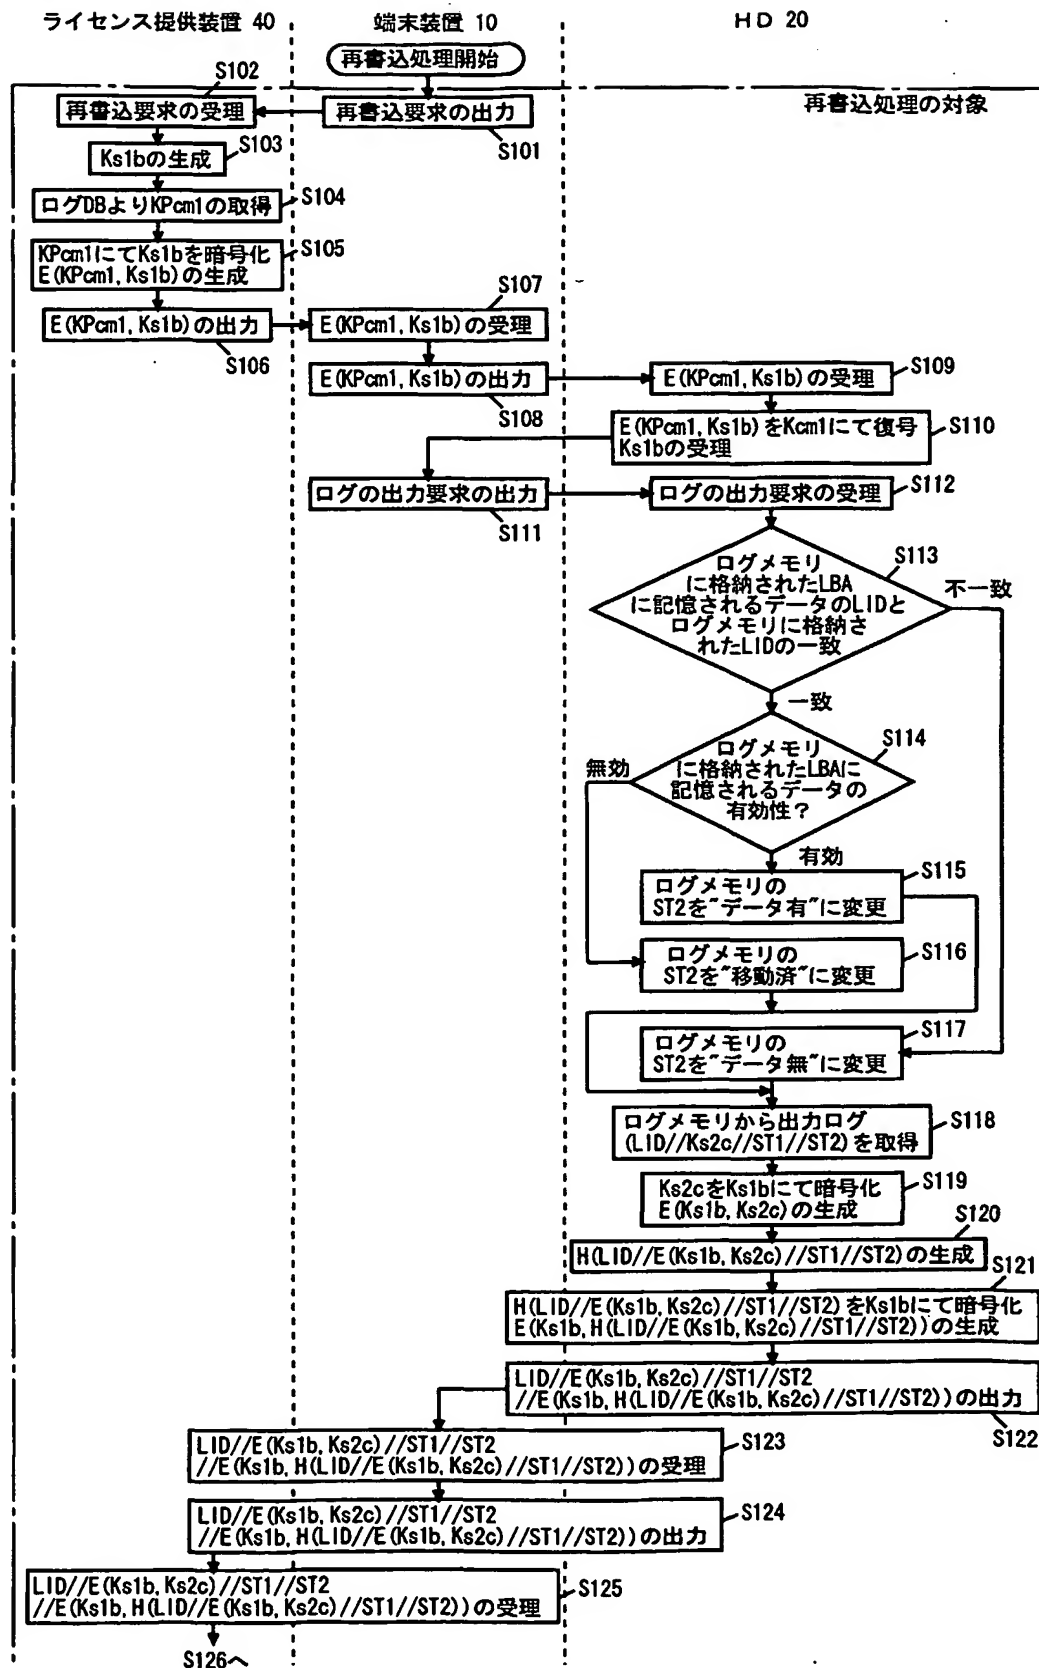 ライセンス提供装置 40
端末装置 10
HD 20
再書込処理開始
再書込処理の対象
S102
再書込要求の受理
再書込要求の出力
S101
S103
Ks1bの生成
ログDBよりKPcm1の取得
S104
KPcm1にてKs1bを暗号化
E(KPcm1, Ks1b)の生成
S105
E(KPcm1, Ks1b)の出力
S106
S107
E(KPcm1, Ks1b)の受理
E(KPcm1, Ks1b)の出力
S108
E(KPcm1, Ks1b)の受理
S109
E(KPcm1, Ks1b)をKcm1にて復号
Ks1bの受理
S110
ログの出力要求の出力
S111
ログの出力要求の受理
S112
S113
ログメモリ
に格納されたLBA
に記憶されるデータのLIDと
ログメモリに格納さ
れたLIDの一致
不一致
一致
S114
ログメモリ
に格納されたLBAに
記憶されるデータの
有効性?
無効
有効
S115
ログメモリの
ST2を"データ有"に変更
S116
ログメモリの
ST2を"移動済"に変更
S117
ログメモリの
ST2を"データ無"に変更
ログメモリから出力ログ
(LID//Ks2c//ST1//ST2)を取得
S118
Ks2cをKs1bにて暗号化
E(Ks1b, Ks2c)の生成
S119
S120
H(LID//E(Ks1b, Ks2c)//ST1//ST2)の生成
S121
H(LID//E(Ks1b, Ks2c)//ST1//ST2)をKs1bにて暗号化
E(Ks1b, H(LID//E(Ks1b, Ks2c)//ST1//ST2))の生成
LID//E(Ks1b, Ks2c)//ST1//ST2
//E(Ks1b, H(LID//E(Ks1b, Ks2c)//ST1//ST2))の出力
S122
LID//E(Ks1b, Ks2c)//ST1//ST2
//E(Ks1b, H(LID//E(Ks1b, Ks2c)//ST1//ST2))の受理
S123
LID//E(Ks1b, Ks2c)//ST1//ST2
//E(Ks1b, H(LID//E(Ks1b, Ks2c)//ST1//ST2))の出力
S124
LID//E(Ks1b, Ks2c)//ST1//ST2
//E(Ks1b, H(LID//E(Ks1b, Ks2c)//ST1//ST2))の受理
S125
S126へ